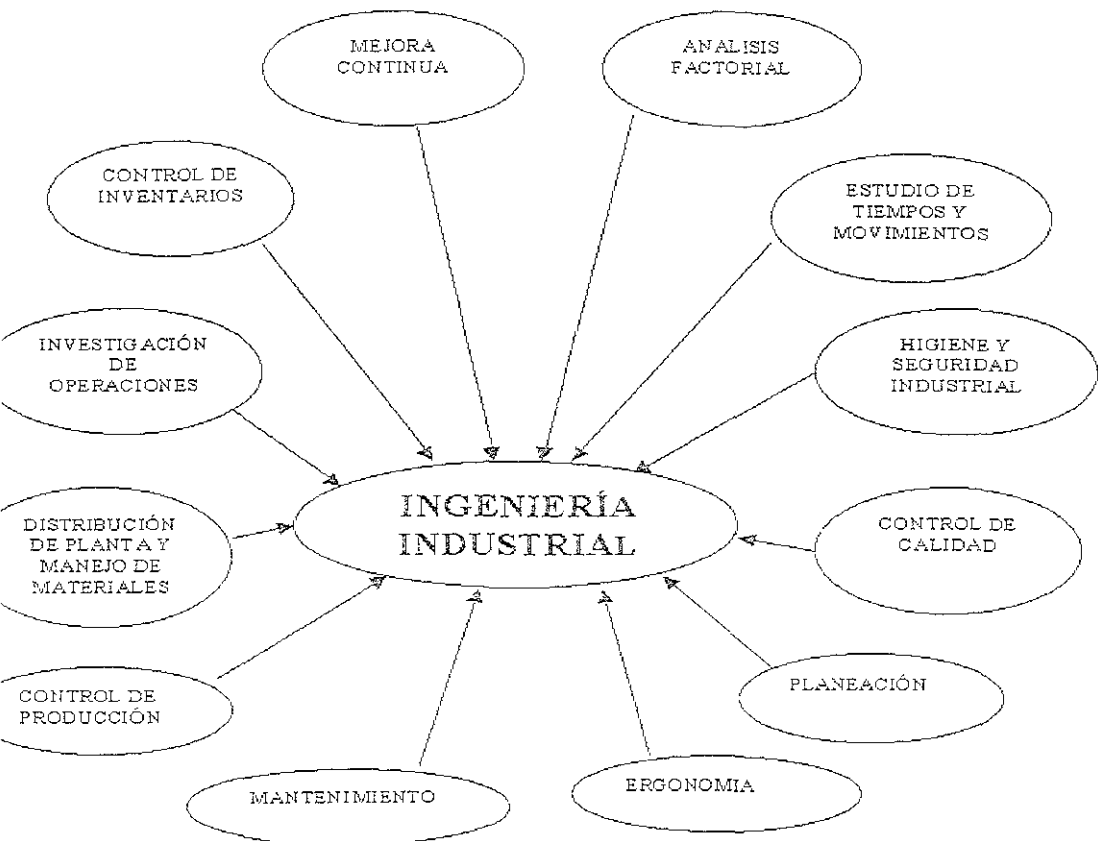 MEJORA
CONTINUA
ANALISIS
FACTORIAL
CONTROL DE
INVENTARIOS
ESTUDIO DE
TIEMPOS Y
MOVIMIENTOS
INVESTIGACIÓN
DE
OPERACIONES
HIGIENE Y
SEGURIDAD
INDUSTRIAL
INGENIERÍA
INDUSTRIAL
DISTRIBUCIÓN
DE PLANTA Y
MANEJO DE
MATERIALES
CONTROL DE
CALIDAD
CONTROL DE
PRODUCCIÓN
PLANEACIÓN
MANTENIMIENTO
ERGONOMIA